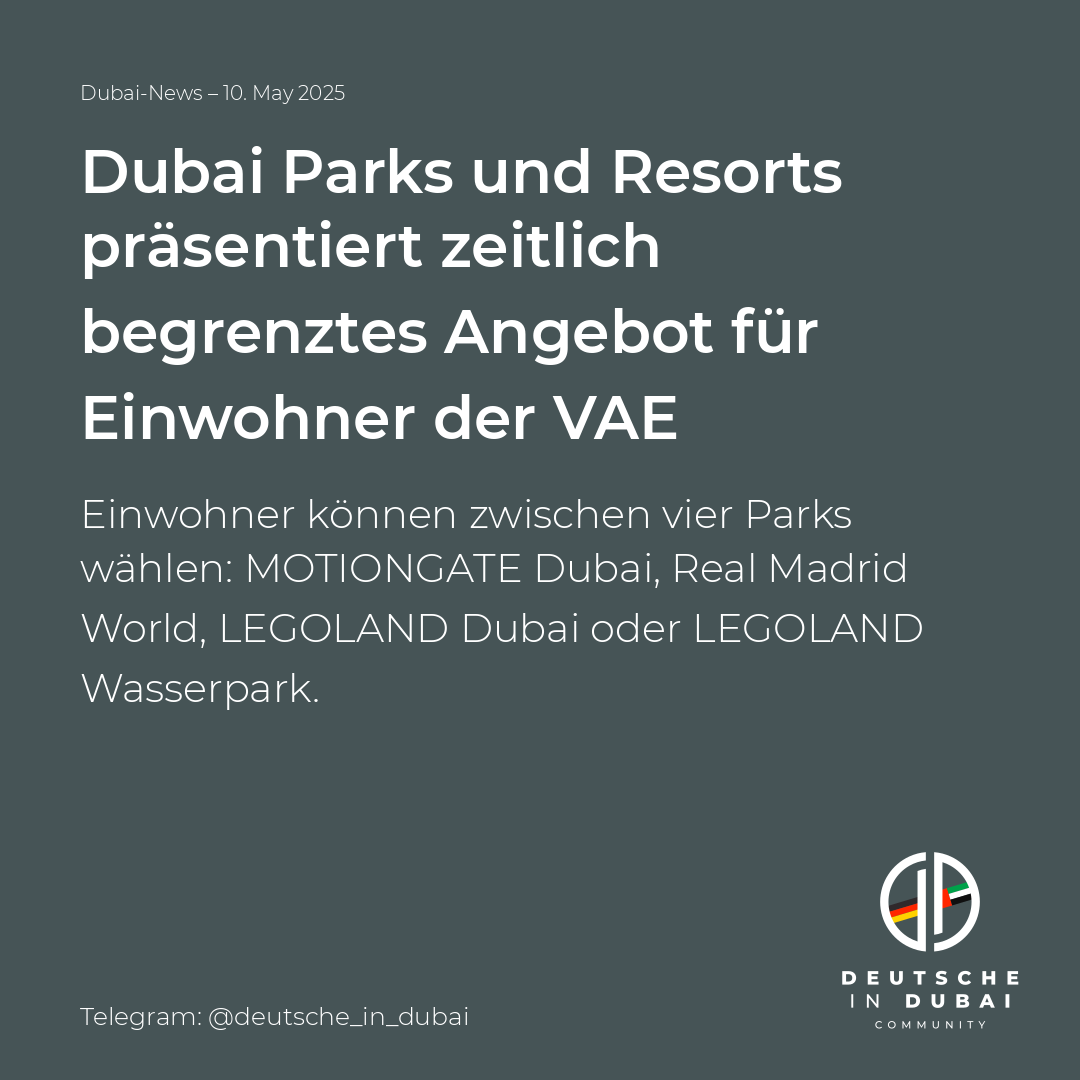 Dubai-News – 10. May 2025
Dubai Parks und Resorts
präsentiert zeitlich
begrenztes Angebot für
Einwohner der VAE
Einwohner können zwischen vier Parks
wählen: MOTIONGATE Dubai, Real Madrid
World, LEGOLAND Dubai oder LEGOLAND
Wasserpark.
DEUTSCHE
IN DUBAI
COMMUNITY
Telegram: @deutsche_in_dubai